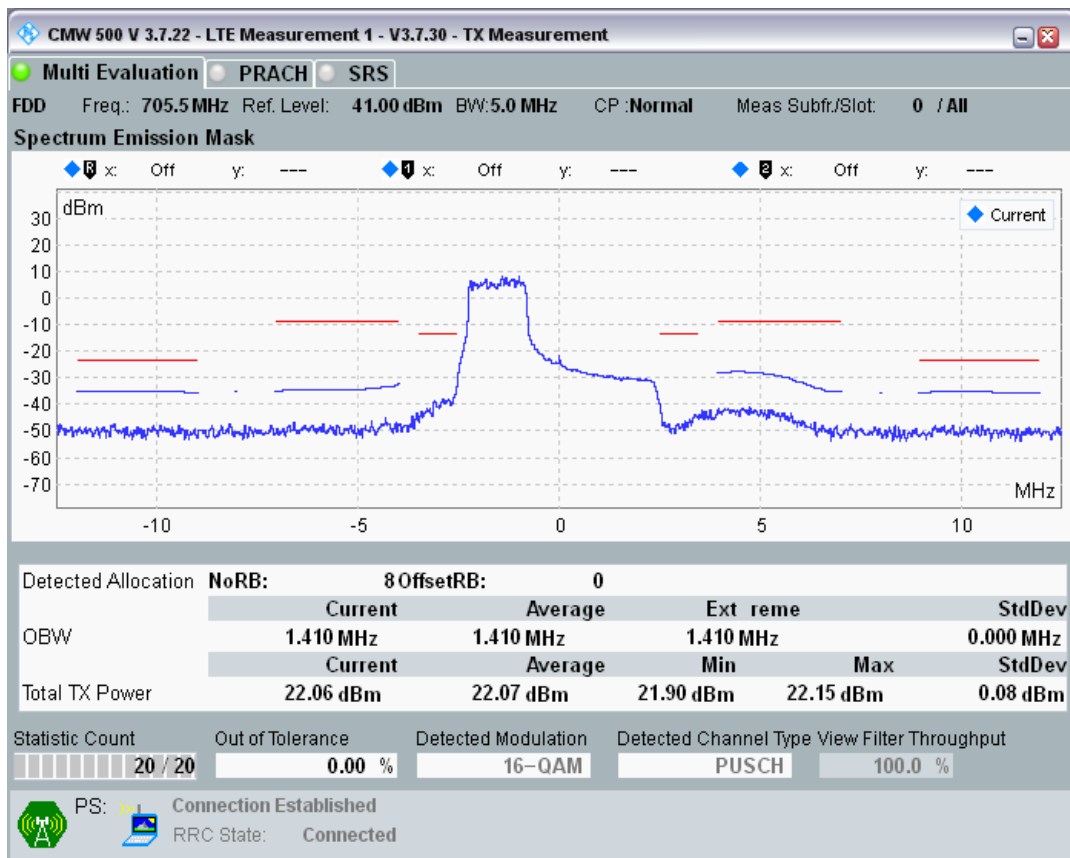 CMW 500 V 3.7.22 - LTE Measurement 1 - V3.7.30 - TX Measurement
Multi Evaluation PRACH SRS
FDD Freq.: 705.5 MHz Ref. Level: 41.00 dBm BW:5.0 MHz CP :Normal Meas Subfr./Slot: 0 / All
Spectrum Emission Mask
R x: Off y: --- 1 x: Off y: --- 2 x: Off y: ---
dBm
Current
30
20
10
0
-10
-20
-30
-40
-50
-60
-70
MHz
-10 -5 0 5 10
Detected Allocation NoRB: 8 OffsetRB: 0
Current Average Ext reme StdDev
OBW 1.410 MHz 1.410 MHz 1.410 MHz 0.000 MHz
Current Average Min Max StdDev
Total TX Power 22.06 dBm 22.07 dBm 21.90 dBm 22.15 dBm 0.08 dBm
Statistic Count Out of Tolerance Detected Modulation Detected Channel Type View Filter Throughput
20 / 20 0.00 % 16-QAM PUSCH 100.0 %
PS: Connection Established
RRC State: Connected